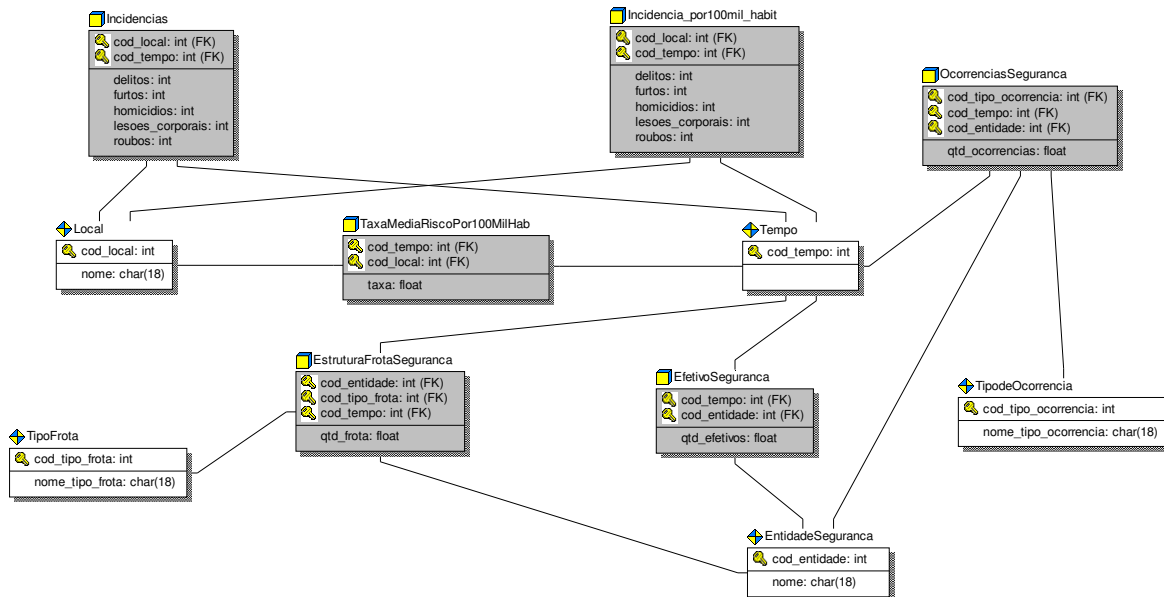 Incidencias
cod_local: int (FK)
cod_tempo: int (FK)
delitos: int
furtos: int
homicidios: int
lesoes_corporais: int
roubos: int
Incidencia_por100mil_habit
cod_local: int (FK)
cod_tempo: int (FK)
delitos: int
furtos: int
homicidios: int
lesoes_corporais: int
roubos: int
OcorrenciasSeguranca
cod_tipo_ocorrencia: int (FK)
cod_tempo: int (FK)
cod_entidade: int (FK)
qtd_ocorrencias: float
Local
cod_local: int
nome: char(18)
TaxaMediaRiscoPor100MilHab
cod_tempo: int (FK)
cod_local: int (FK)
taxa: float
Tempo
cod_tempo: int
EstruturaFrotaSeguranca
cod_entidade: int (FK)
cod_tipo_frota: int (FK)
cod_tempo: int (FK)
qtd_frota: float
EfetivoSeguranca
cod_tempo: int (FK)
cod_entidade: int (FK)
qtd_efetivos: float
TipodeOcorrencia
cod_tipo_ocorrencia: int
nome_tipo_ocorrencia: char(18)
TipoFrota
cod_tipo_frota: int
nome_tipo_frota: char(18)
EntidadeSeguranca
cod_entidade: int
nome: char(18)